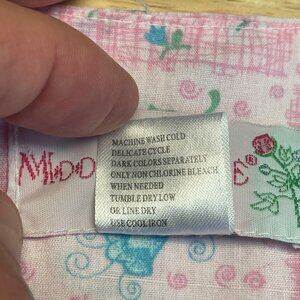 MACHINE WASH COLD
DELICATE CYCLE
DARK COLORS SEPARATELY
ONLY NON CHLORINE BLEACH
WHEN NEEDED
TUMBLE DRY LOW
OR LINE DRY
USE COOL IRON